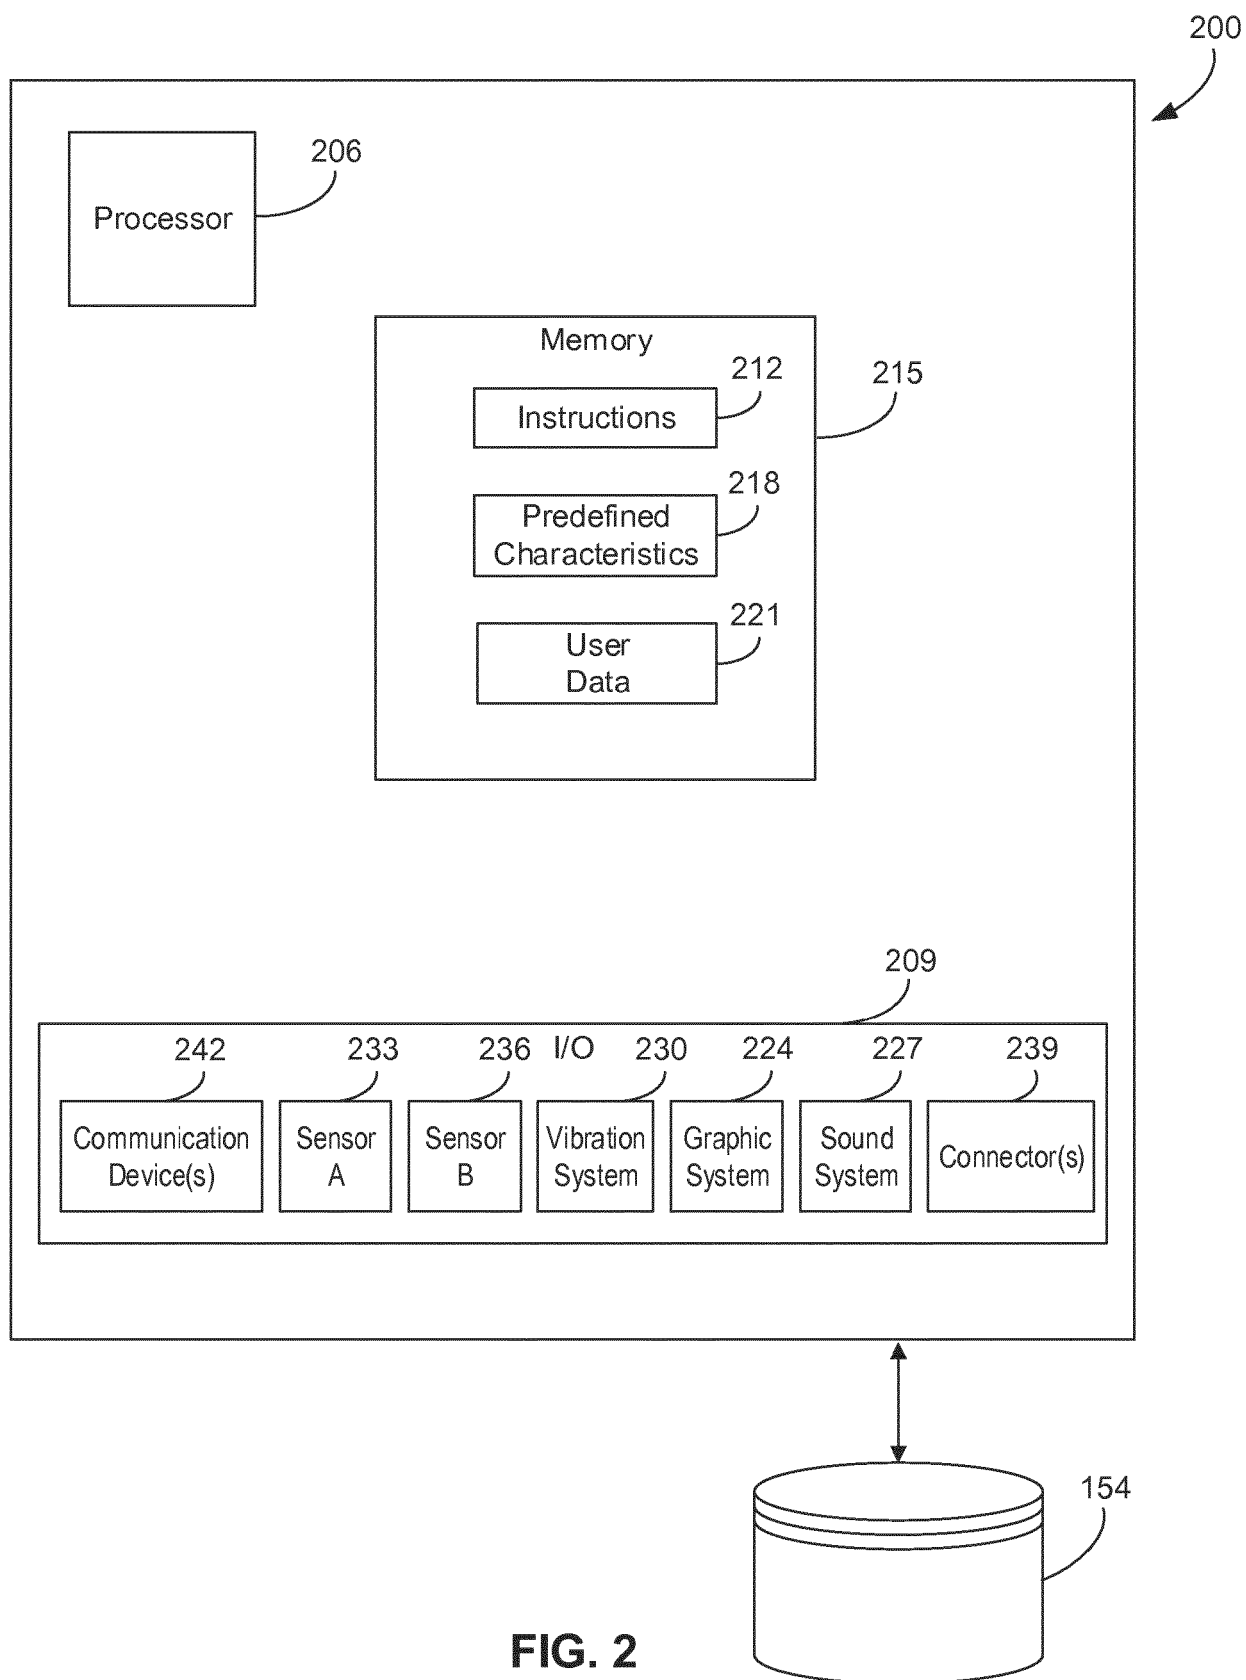 200
206
Processor
Memory
212
215
Instructions
218
Predefined
Characteristics
221
User
Data
209
242 233 236 I/O 230 224 227 239
Communication
Device(s)
Sensor
A
Sensor
B
Vibration
System
Graphic
System
Sound
System
Connector(s)
154
FIG. 2